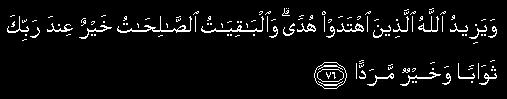 وَيَزِيدُ ٱللَّهُ ٱلَّذِينَ ٱهْتَدَوْا۟ هُدًۭى ۗ وَٱلْبَـٰقِيَـٰتُ ٱلصَّـٰلِحَـٰتُ خَيْرٌ عِندَ رَبِّكَ
ثَوَابًۭا وَخَيْرٌۭ مَّرَدًّا ٧٦